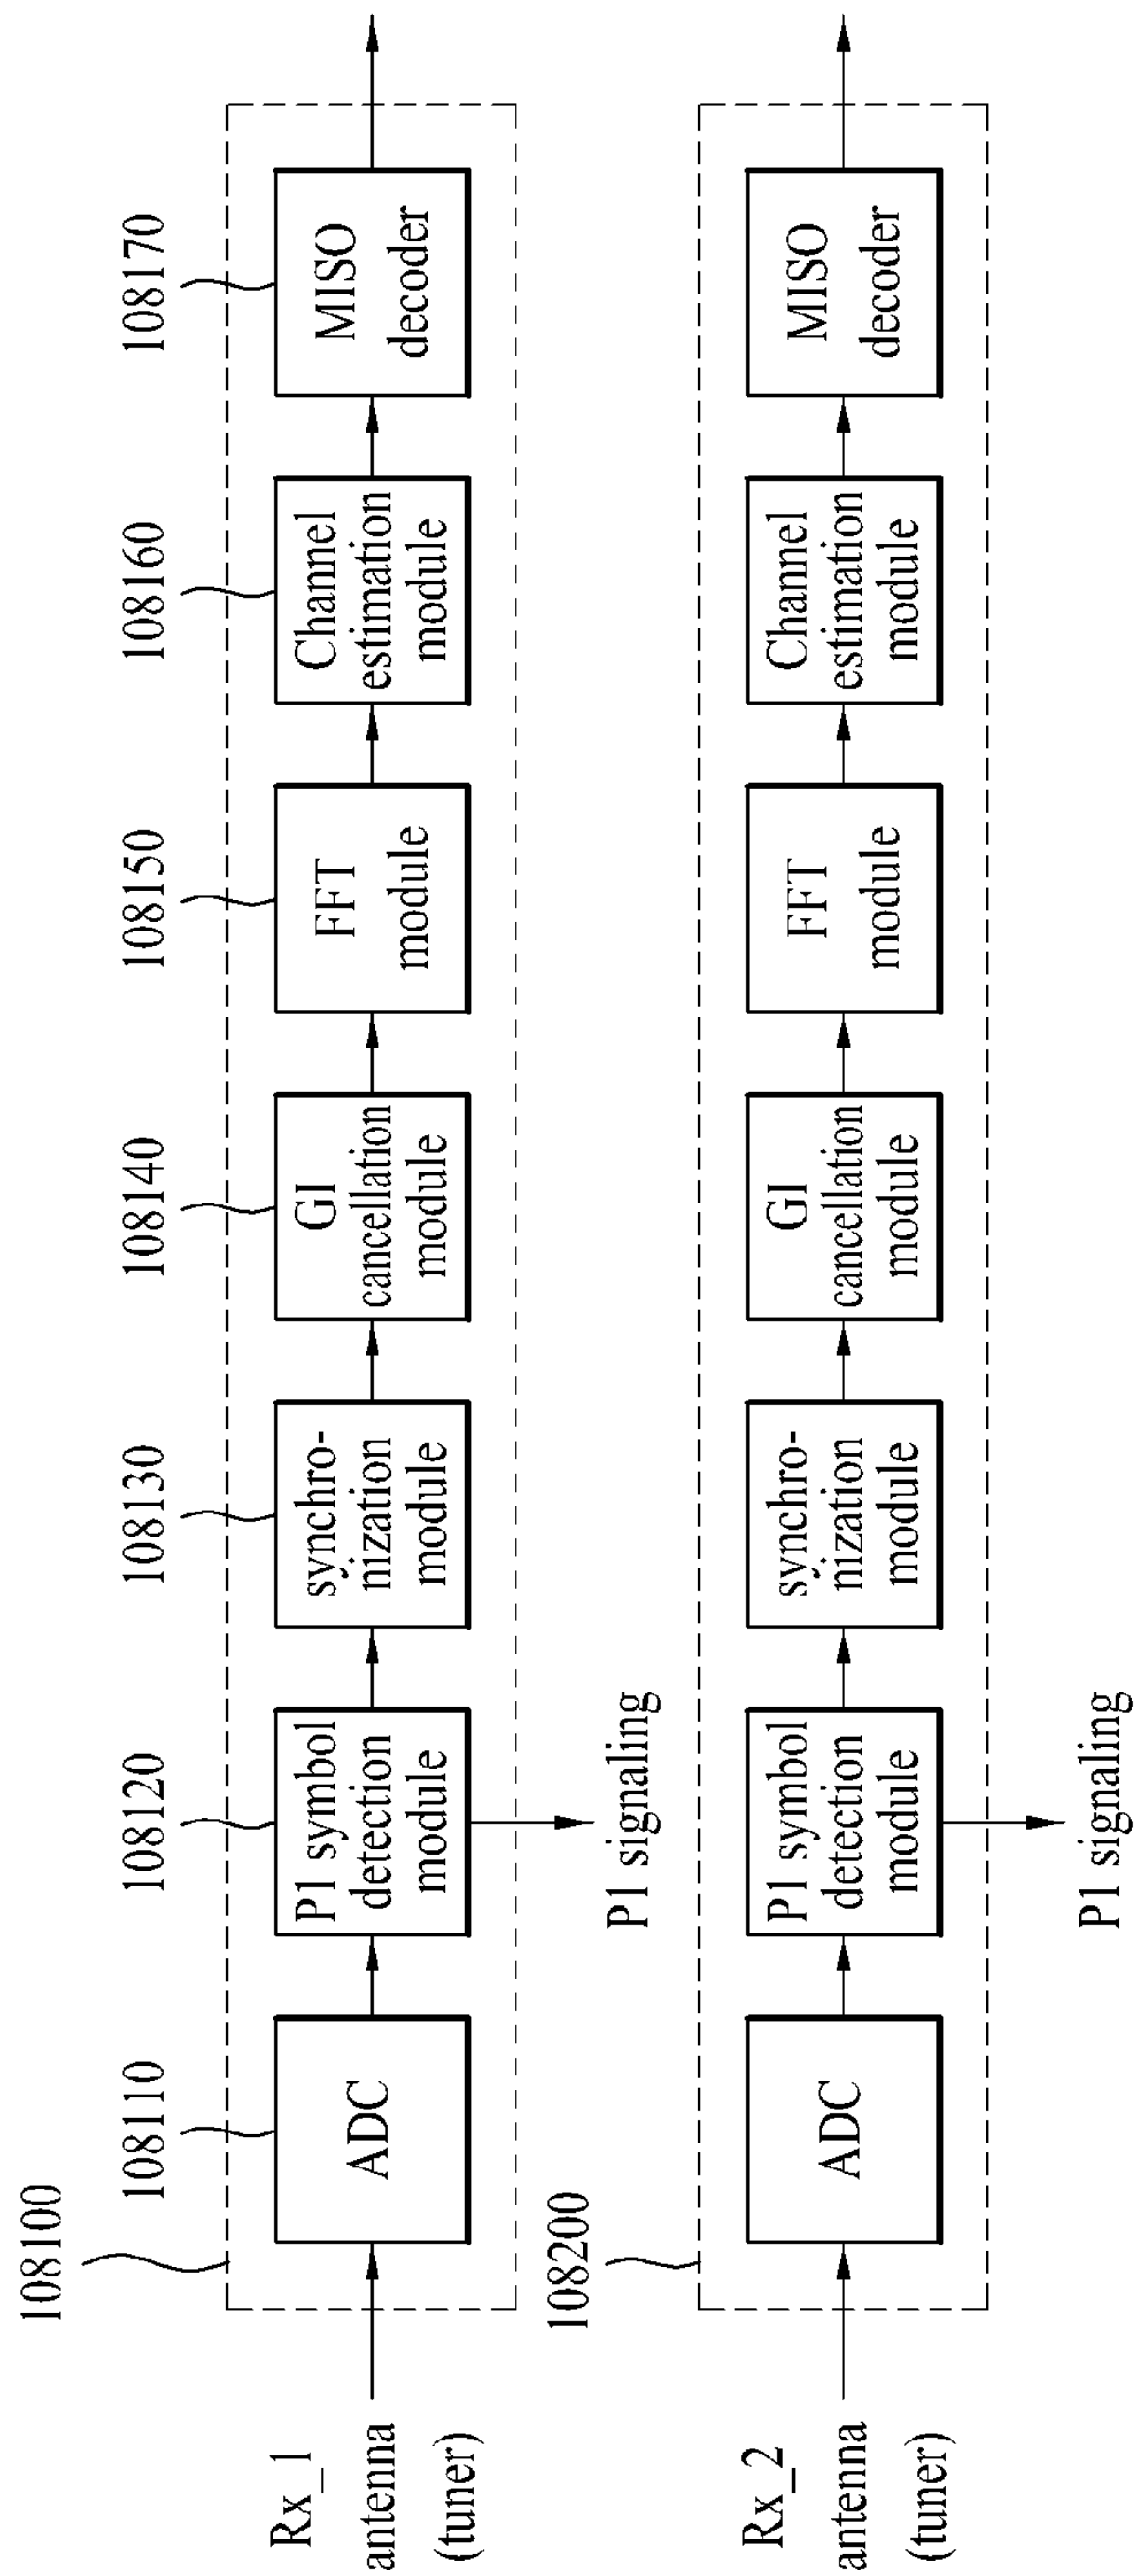 108100
108110
108120
108130
108140
108150
108160
108170
Rx_1
antenna
(tuner)
ADC
P1 symbol
detection
module
synchro-
nization
module
GI
cancellation
module
FFT
module
Channel
estimation
module
MISO
decoder
P1 signaling
108200
Rx_2
antenna
(tuner)
ADC
P1 symbol
detection
module
synchro-
nization
module
GI
cancellation
module
FFT
module
Channel
estimation
module
MISO
decoder
P1 signaling